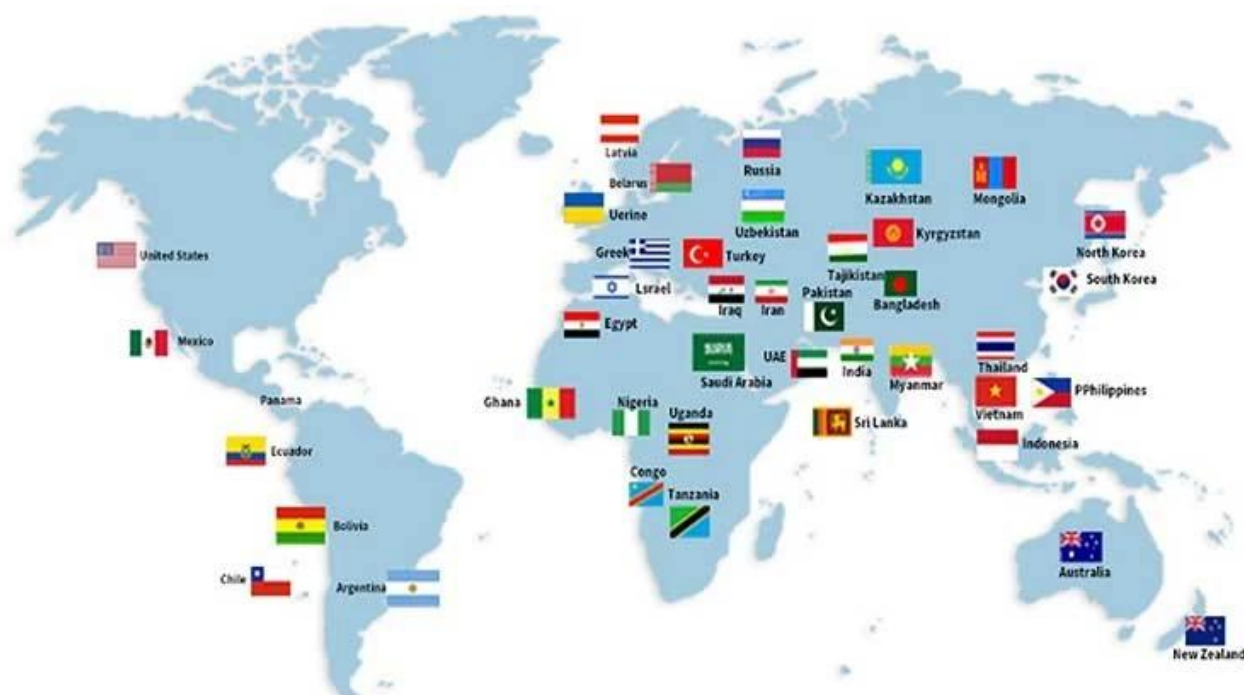 Latvia
Russia
Belarus
Kazakhstan
Mongolia
Uerine
Uzbekistan
Kyrgyzstan
United States
Greek
Turkey
Tajikistan
North Korea
Lsrael
Iraq
Iran
Pakistan
Bangladesh
South Korea
Egypt
Mexico
Saudi Arabia
UAE
India
Myanmar
Thailand
Panama
Ghana
Nigeria
Uganda
Sri Lanka
Vietnam
PPhilippines
Ecuador
Indonesia
Congo
Tanzania
Bolivia
Chile
Argentina
Australia
New Zealand